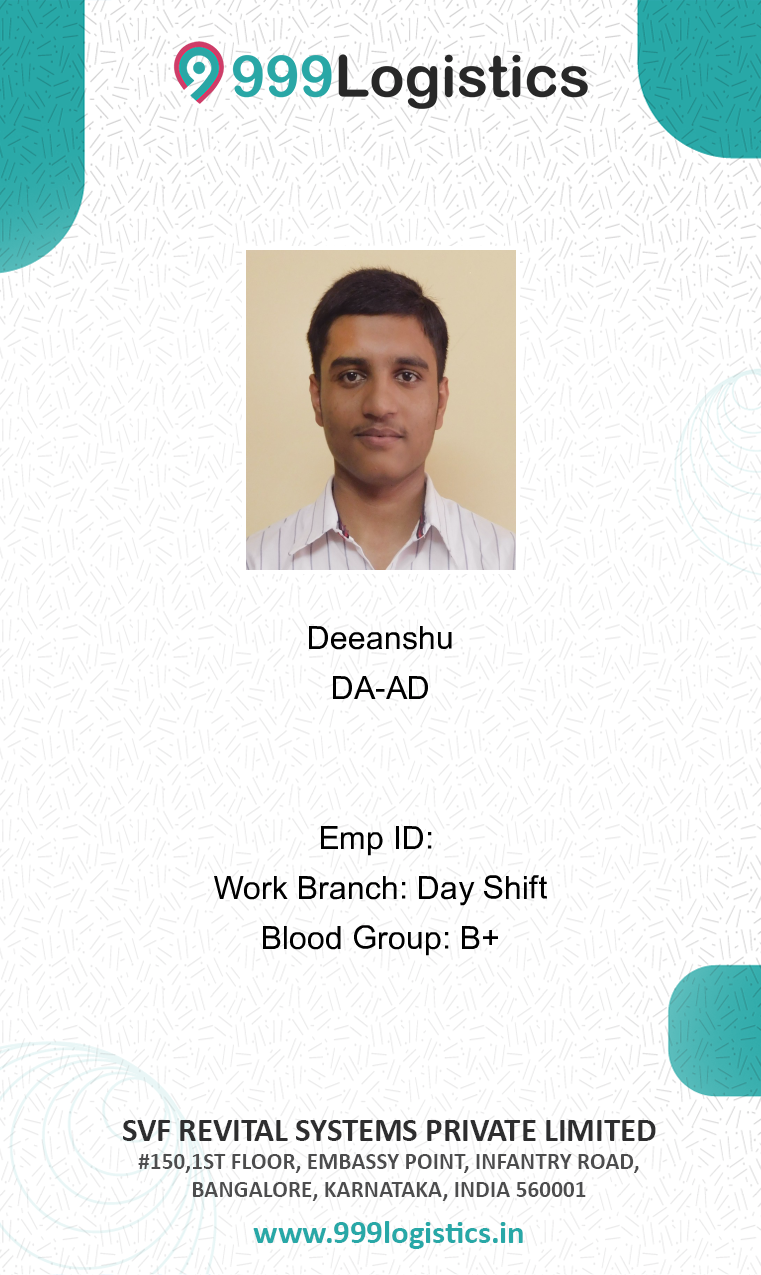 999Logistics
Deeanshu
DA-AD
Emp ID:
Work Branch: Day Shift
Blood Group: B+
SVF REVITAL SYSTEMS PRIVATE LIMITED
#150,1ST FLOOR, EMBASSY POINT, INFANTRY ROAD,
BANGALORE, KARNATAKA, INDIA 560001
www.999logistics.in